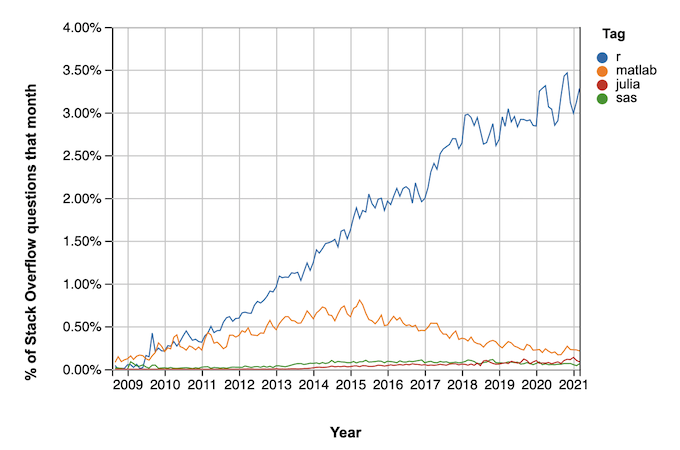 % of Stack Overflow questions that month
4.00%
3.50%
3.00%
2.50%
2.00%
1.50%
1.00%
0.50%
0.00%
2009 2010 2011 2012 2013 2014 2015 2016 2017 2018 2019 2020 2021
Year
Tag
r
matlab
julia
sas